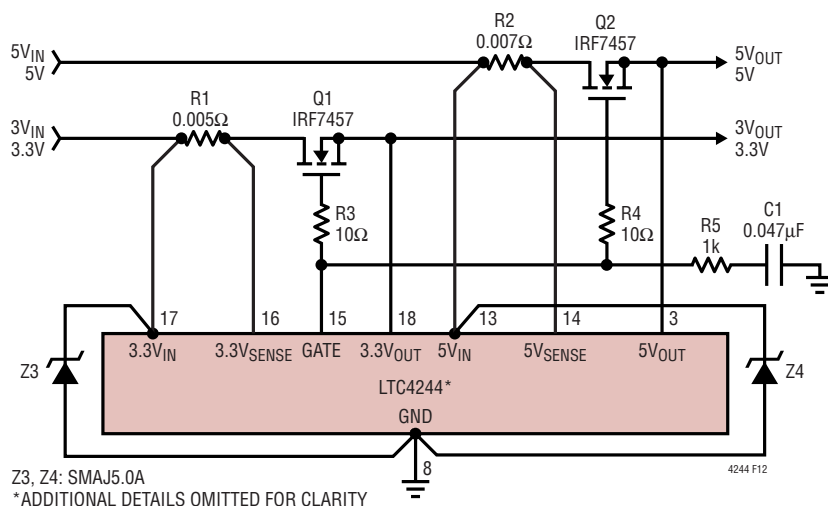 R2
0.007Ω
Q2
IRF7457
5VIN
5V
5VOUT
5V
R1
0.005Ω
Q1
IRF7457
3VIN
3.3V
3VOUT
3.3V
R3
10Ω
R4
10Ω
R5
1k
C1
0.047µF
17
16
15
18
13
14
3
3.3VIN
3.3VSENSE
GATE
3.3VOUT
5VIN
5VSENSE
5VOUT
Z3
LTC4244*
Z4
GND
8
4244 F12
Z3, Z4: SMAJ5.0A
*ADDITIONAL DETAILS OMITTED FOR CLARITY